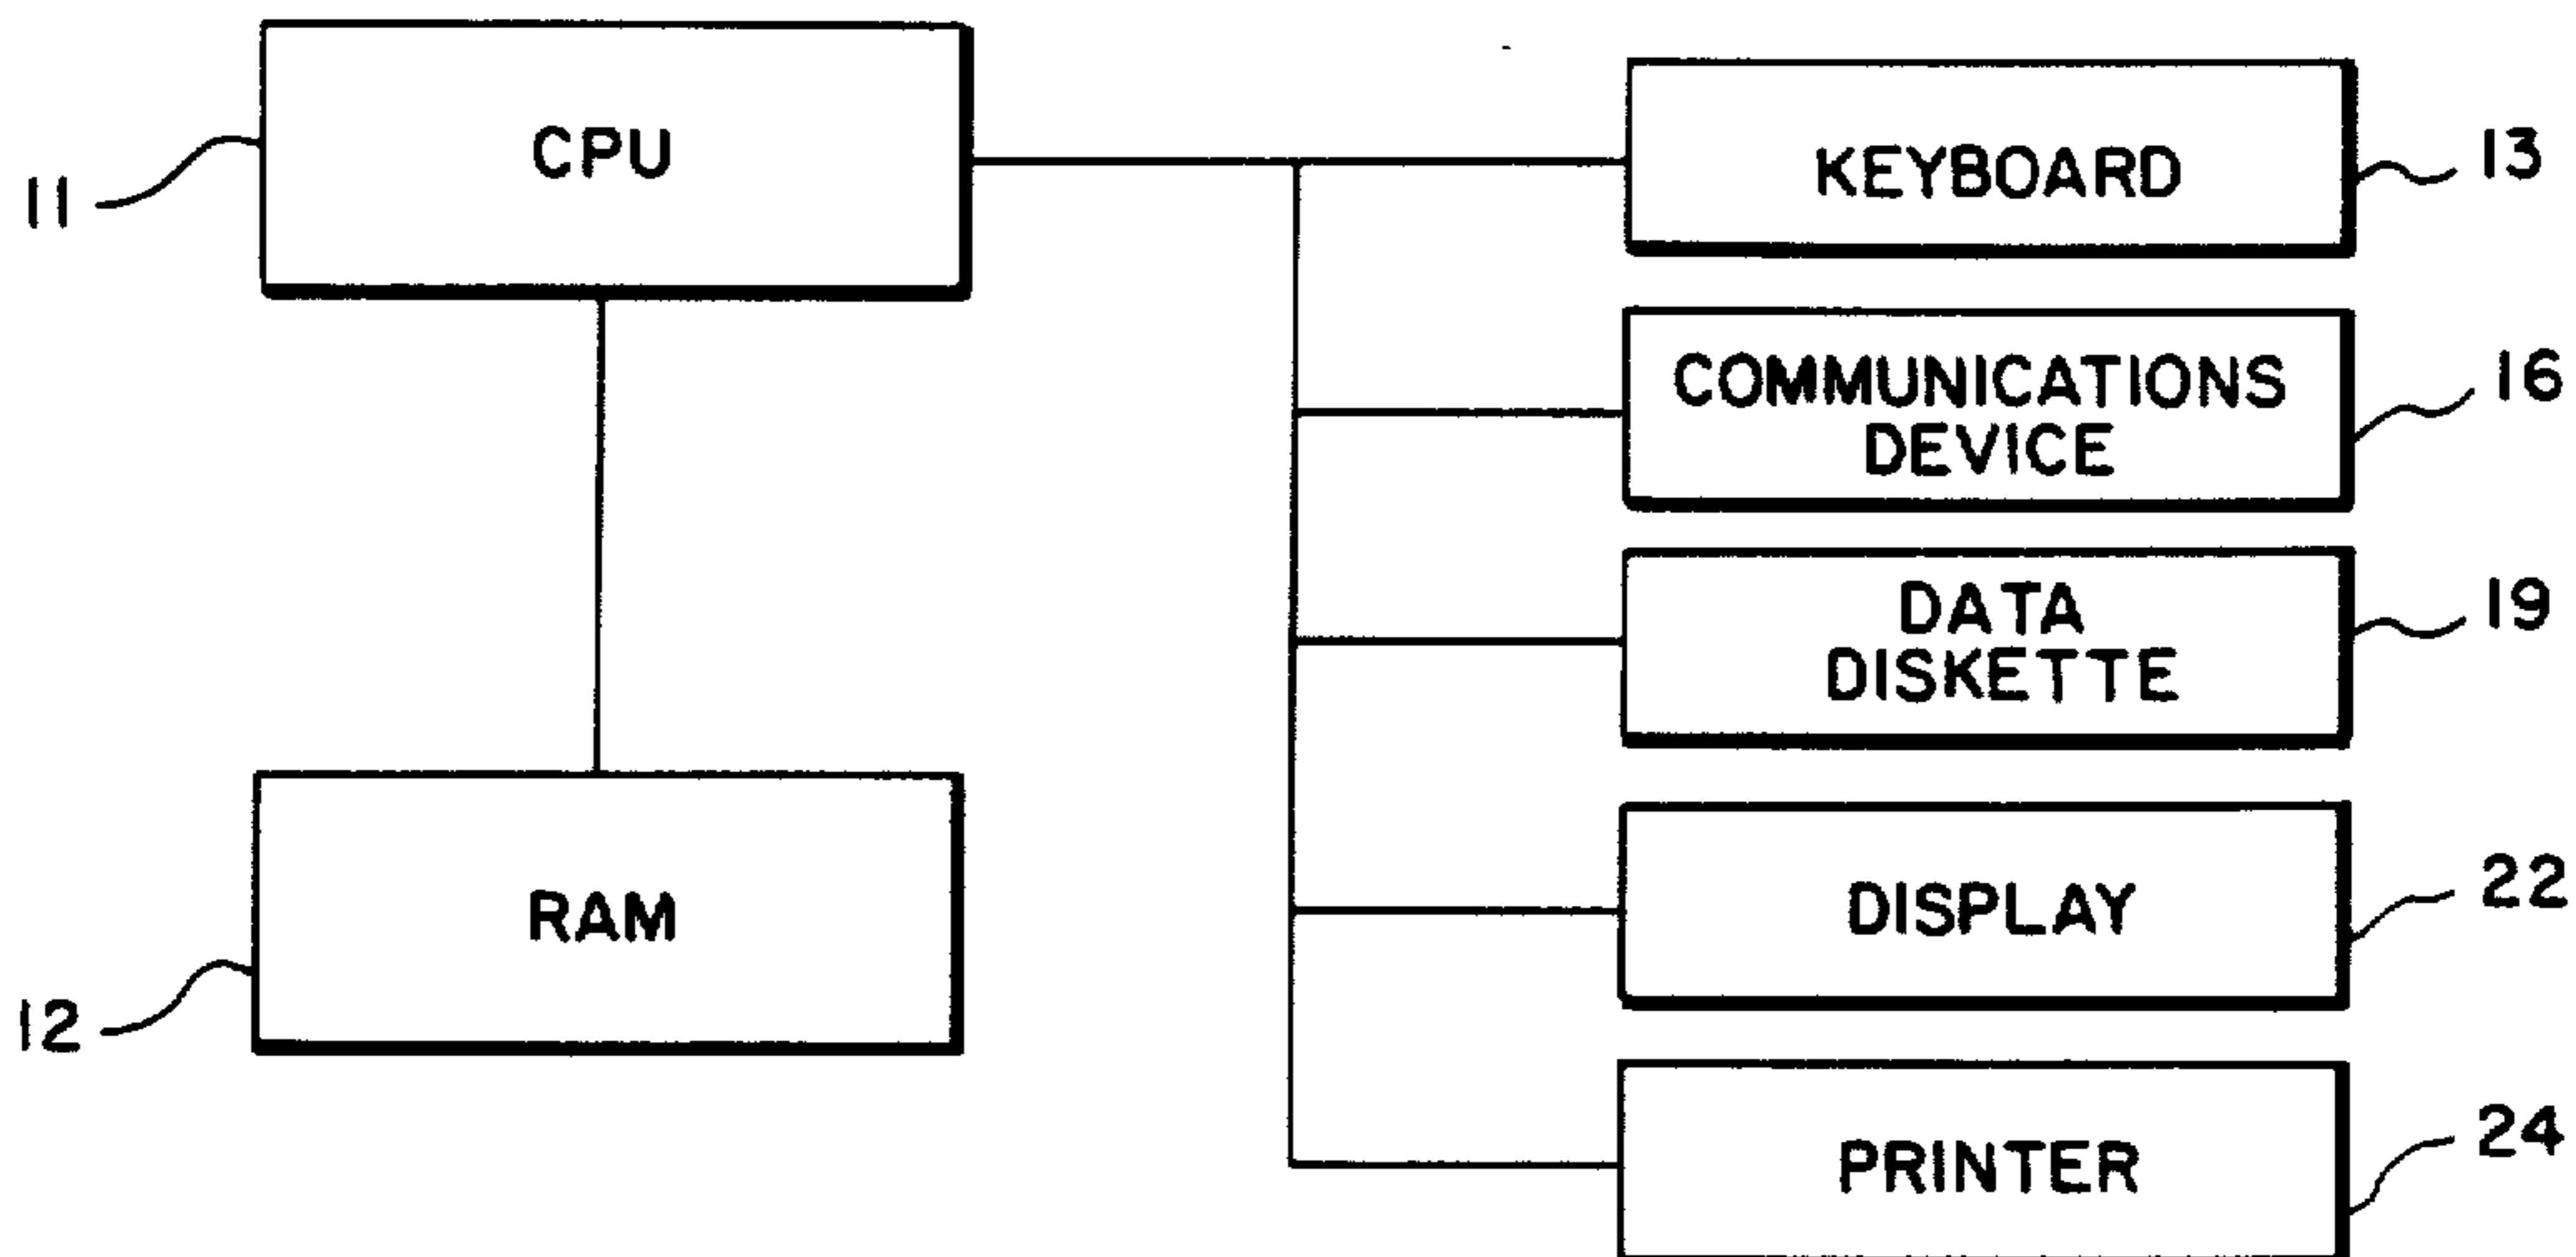 CPU
11
RAM
12
KEYBOARD
13
COMMUNICATIONS
DEVICE
16
DATA
DISKETTE
19
DISPLAY
22
PRINTER
24